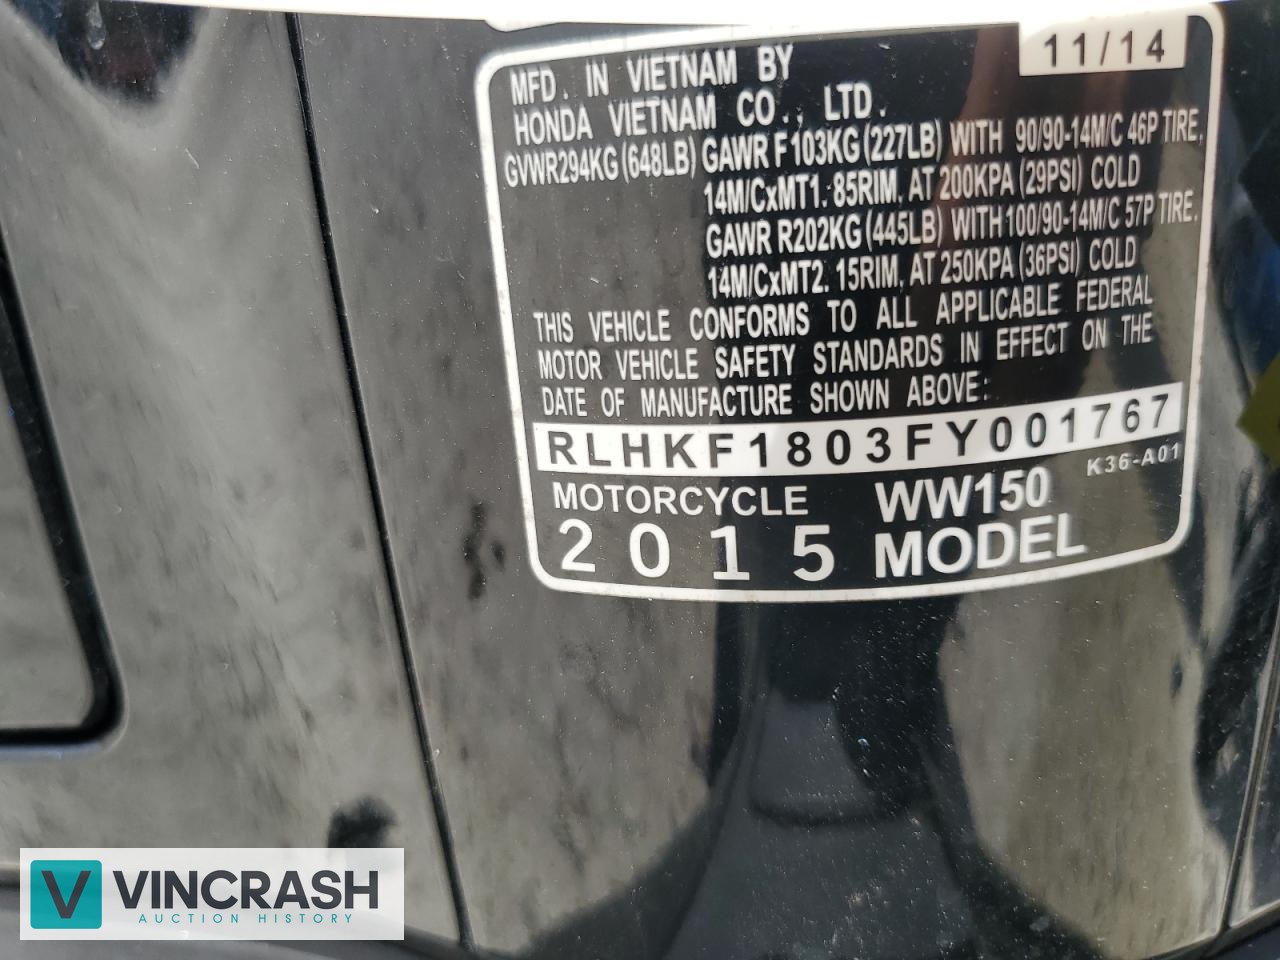 11/14
MFD. IN VIETNAM BY
HONDA VIETNAM CO., LTD.
GVWR294KG (648LB) GAWR F103KG (227LB) WITH 90/90-14M/C 46P TIRE,
14M/CxMT1.85RIM, AT 200KPA (29PSI) COLD
GAWR R202KG (445LB) WITH100/90-14M/C 57P TIRE.
14M/CxMT2.15RIM, AT 250KPA (36PSI) COLD
THIS VEHICLE CONFORMS TO ALL APPLICABLE FEDERAL
MOTOR VEHICLE SAFETY STANDARDS IN EFFECT ON THE
DATE OF MANUFACTURE SHOWN ABOVE:
RLHKF1803FY001767
K36-A01
MOTORCYCLE WW150
2015 MODEL
V VINCRASH
AUCTION HISTORY